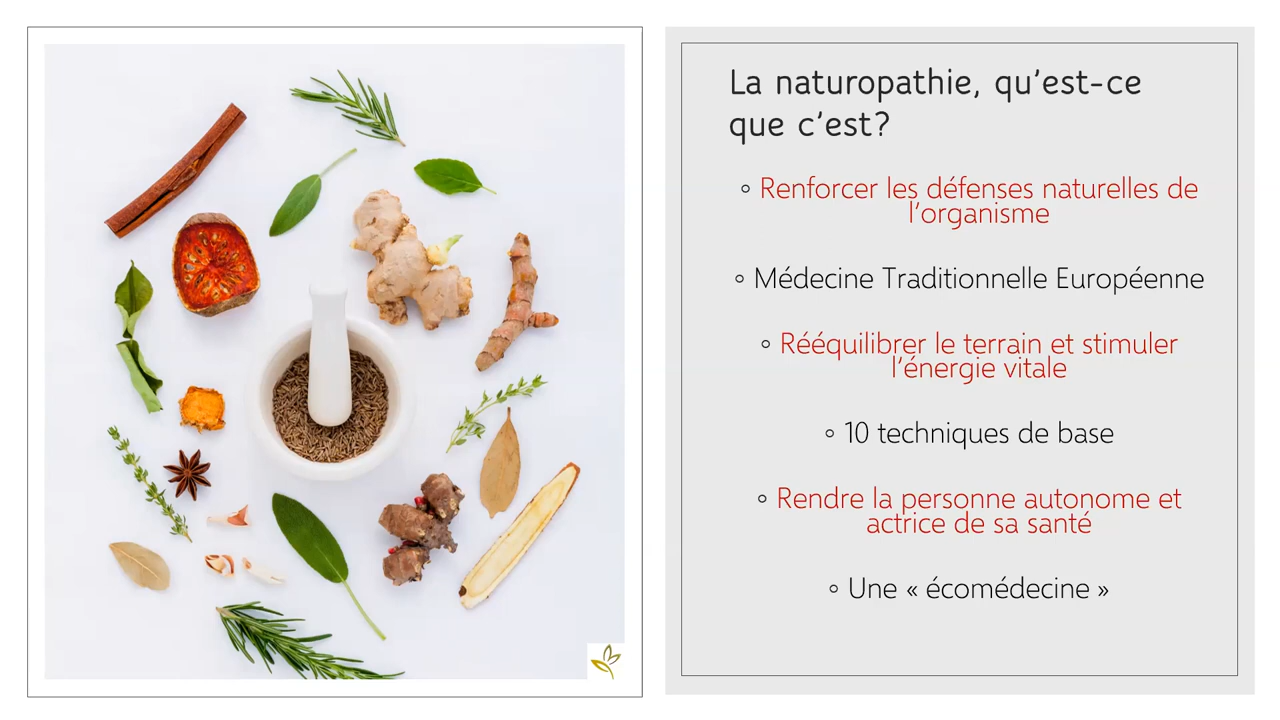 La naturopathie, qu’est-ce
que c’est?
◦ Renforcer les défenses naturelles de
l’organisme
◦ Médecine Traditionnelle Européenne
◦ Rééquilibrer le terrain et stimuler
l’énergie vitale
◦ 10 techniques de base
◦ Rendre la personne autonome et
actrice de sa santé
◦ Une « écomédecine »